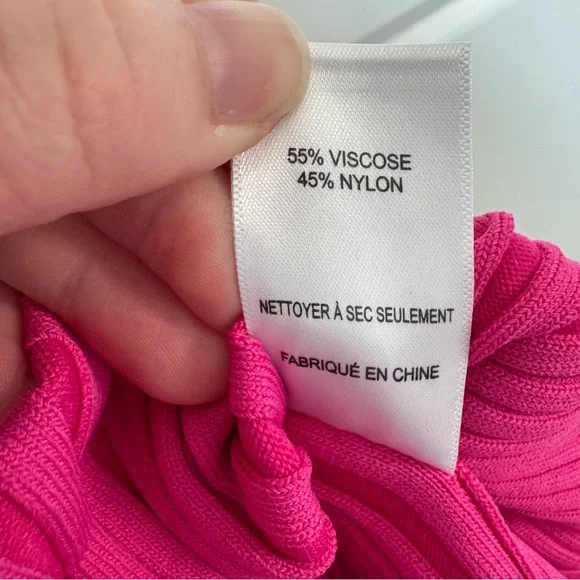 55% VISCOSE
45% NYLON
NETTOYER À SEC SEULEMENT
FABRIQUÉ EN CHINE